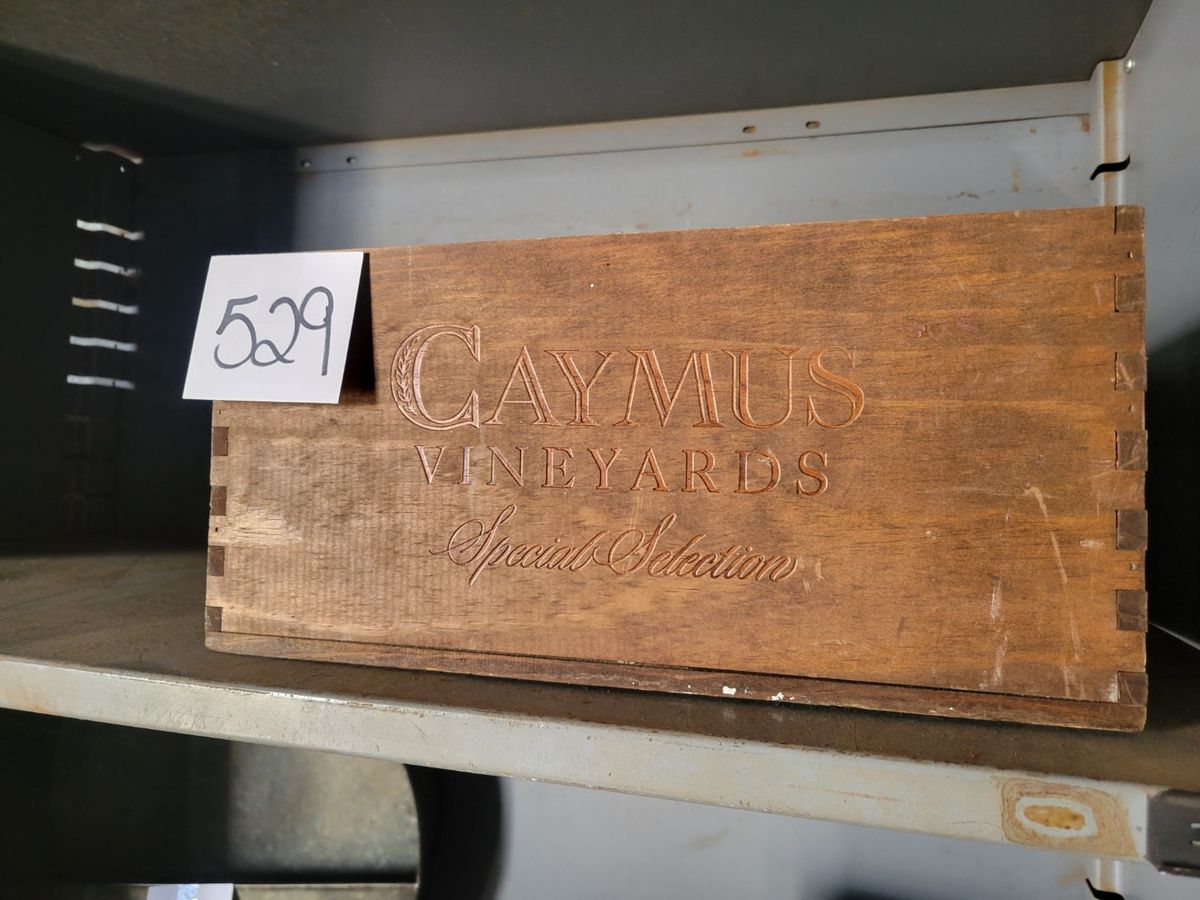 529
CAYMUS
VINEYARDS
Special Selection